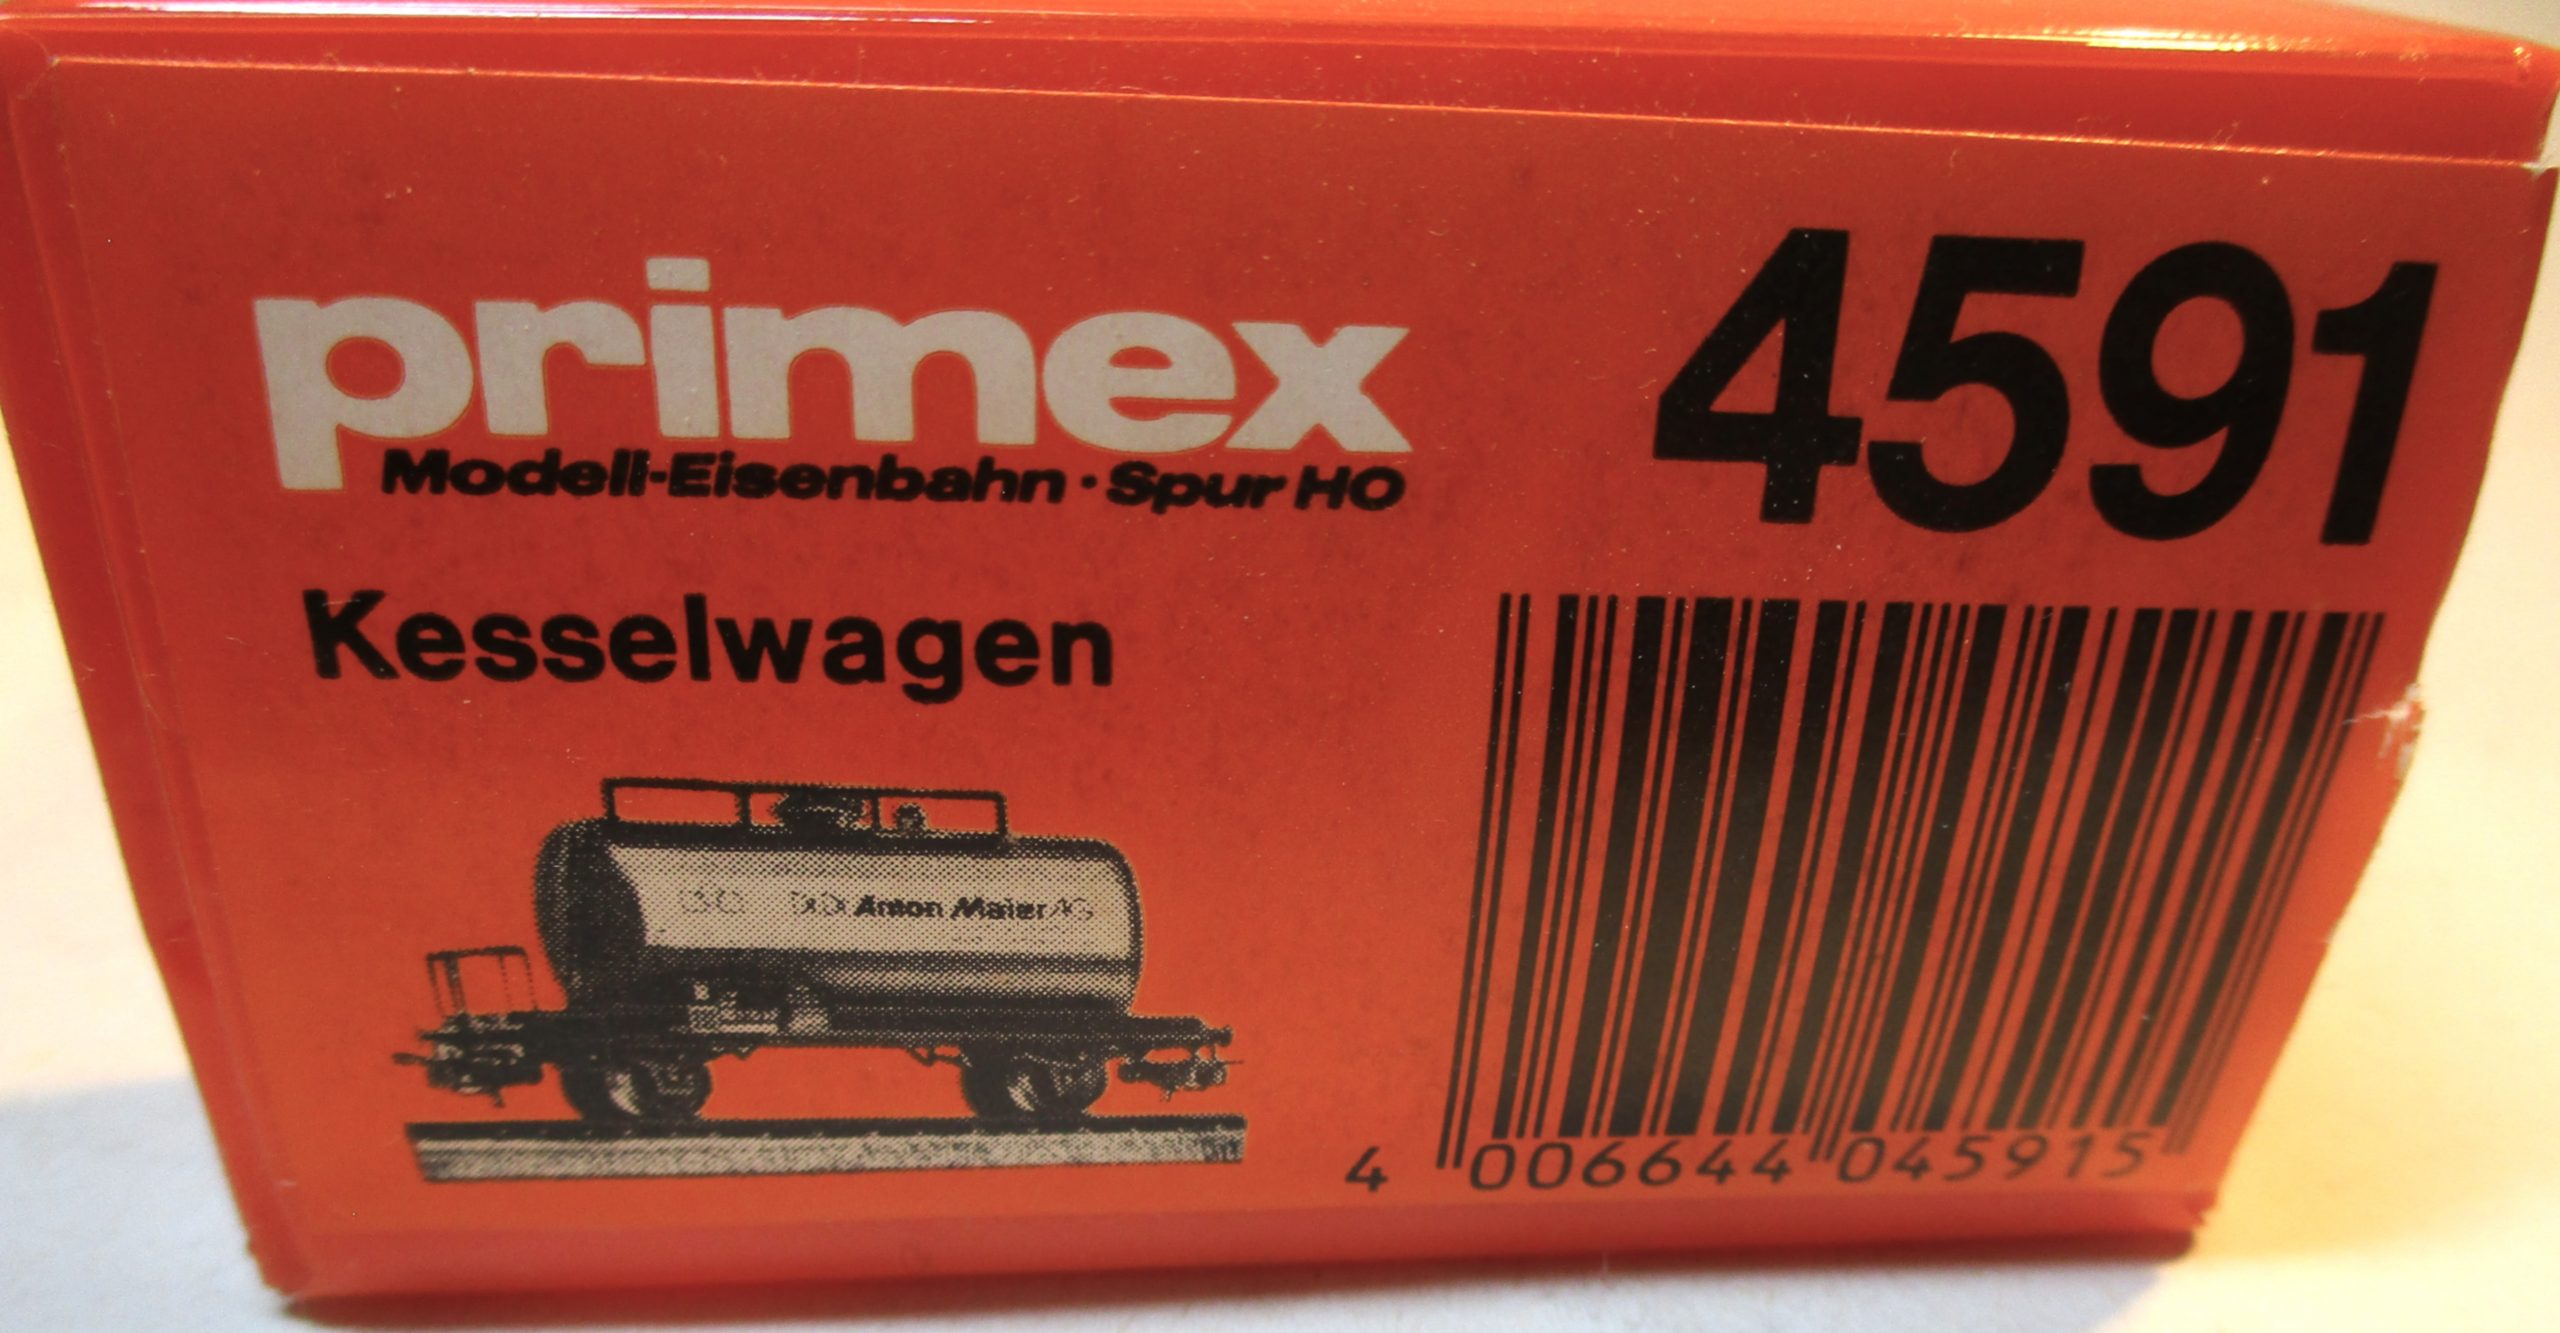 primex
Modell-Eisenbahn · Spur HO
4591
Kesselwagen
Anton Maier AG
4 006644 045915